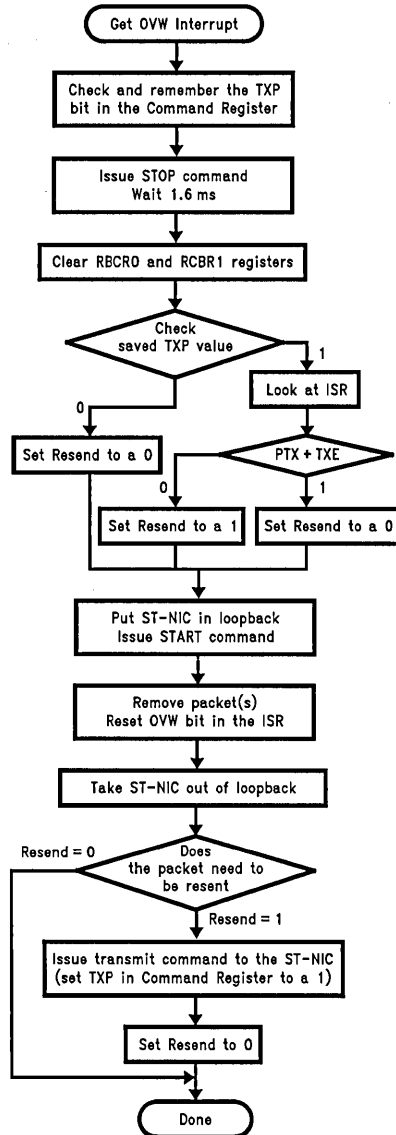 Get OVW Interrupt
Check and remember the TXP
bit in the Command Register
Issue STOP command
Wait 1.6 ms
Clear RBCR0 and RCBR1 registers
Check
saved TXP value
1
0
Look at ISR
Set Resend to a 0
PTX + TXE
0
1
Set Resend to a 1
Set Resend to a 0
Put ST-NIC in loopback
Issue START command
Remove packet(s)
Reset OVW bit in the ISR
Take ST-NIC out of loopback
Resend = 0
Does
the packet need to
be resent
Resend = 1
Issue transmit command to the ST-NIC
(set TXP in Command Register to a 1)
Set Resend to 0
Done